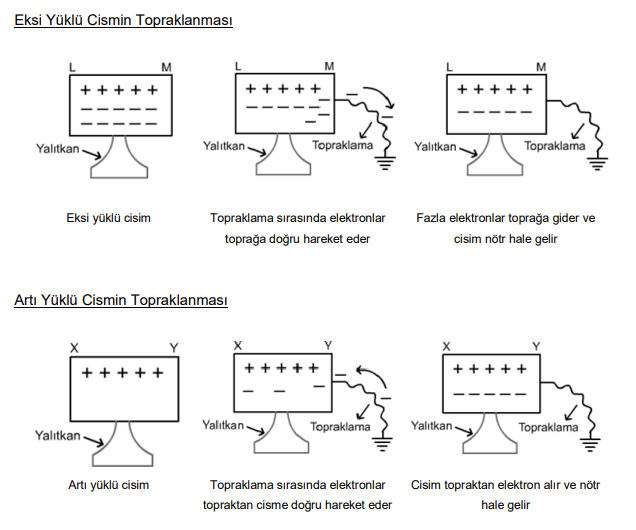 Eksi Yüklü Cismin Topraklanması
L M
+ + + + +
– – – – –
– – – – –
Yalıtkan
Eksi yüklü cisim
L M
+ + + + +
– – – – – –
– –
–
–
Yalıtkan
Topraklama
Topraklama sırasında elektronlar
toprağa doğru hareket eder
L M
+ + + + +
– – – – –
Yalıtkan
Topraklama
Fazla elektronlar toprağa gider ve
cisim nötr hale gelir
Artı Yüklü Cismin Topraklanması
X Y
+ + + + +
Yalıtkan
Artı yüklü cisim
X Y
+ + + + +
– – –
–
–
Yalıtkan
Topraklama
Topraklama sırasında elektronlar
topraktan cisme doğru hareket eder
X Y
+ + + + +
– – – – –
Yalıtkan
Topraklama
Cisim topraktan elektron alır ve nötr
hale gelir